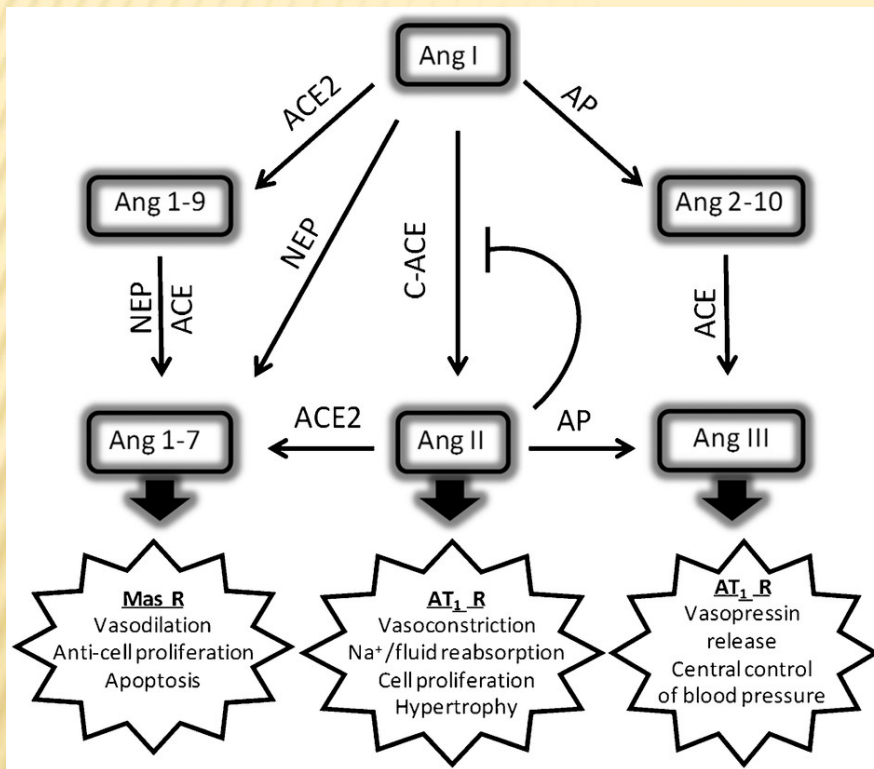 Ang I
ACE2
AP
Ang 1-9
NEP
C-ACE
Ang 2-10
NEP
ACE
ACE
Ang 1-7
ACE2
Ang II
AP
Ang III
Mas R
Vasodilation
Anti-cell proliferation
Apoptosis
AT₁ R
Vasoconstriction
Na⁺/fluid reabsorption
Cell proliferation
Hypertrophy
AT₁ R
Vasopressin
release
Central control
of blood pressure